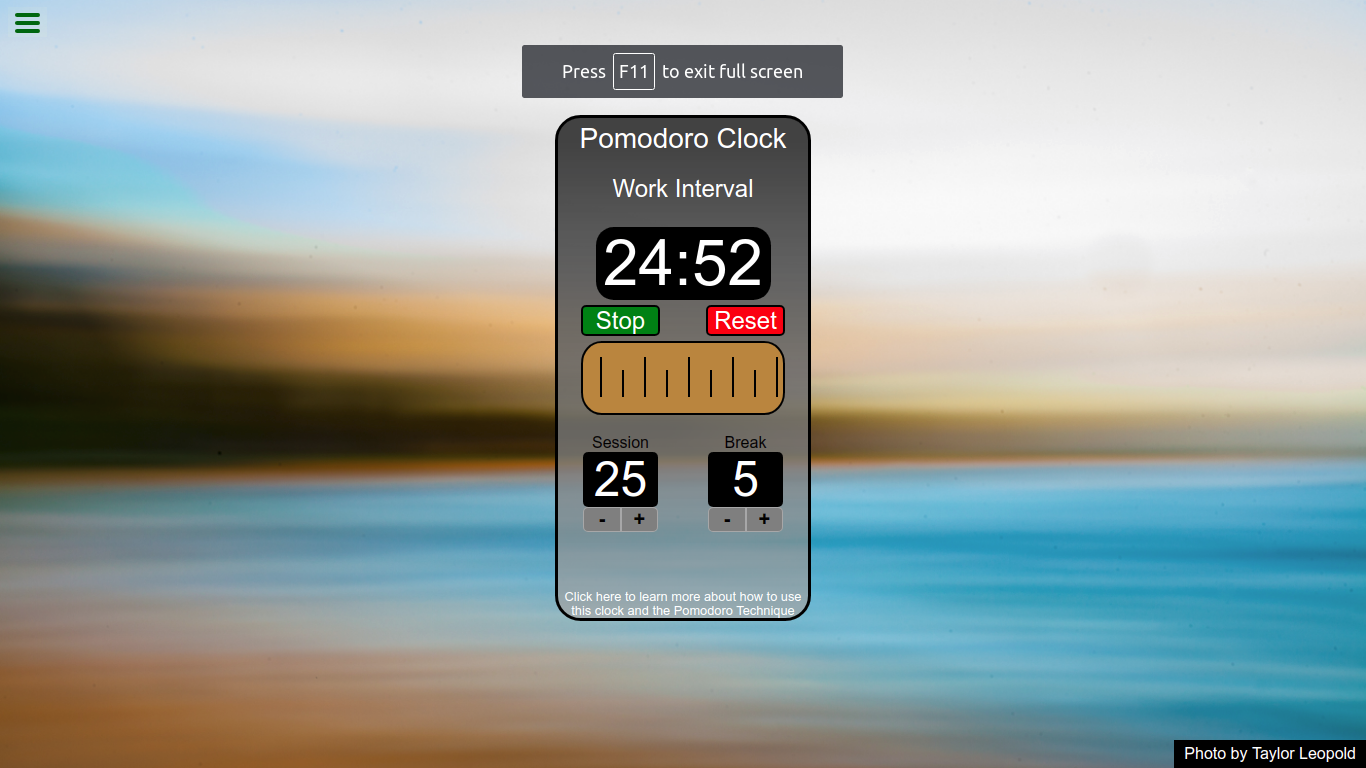 Press F11 to exit full screen
Pomodoro Clock
Work Interval
24:52
Stop Reset
Session Break
25 5
- + - +
Click here to learn more about how to use
this clock and the Pomodoro Technique
Photo by Taylor Leopold